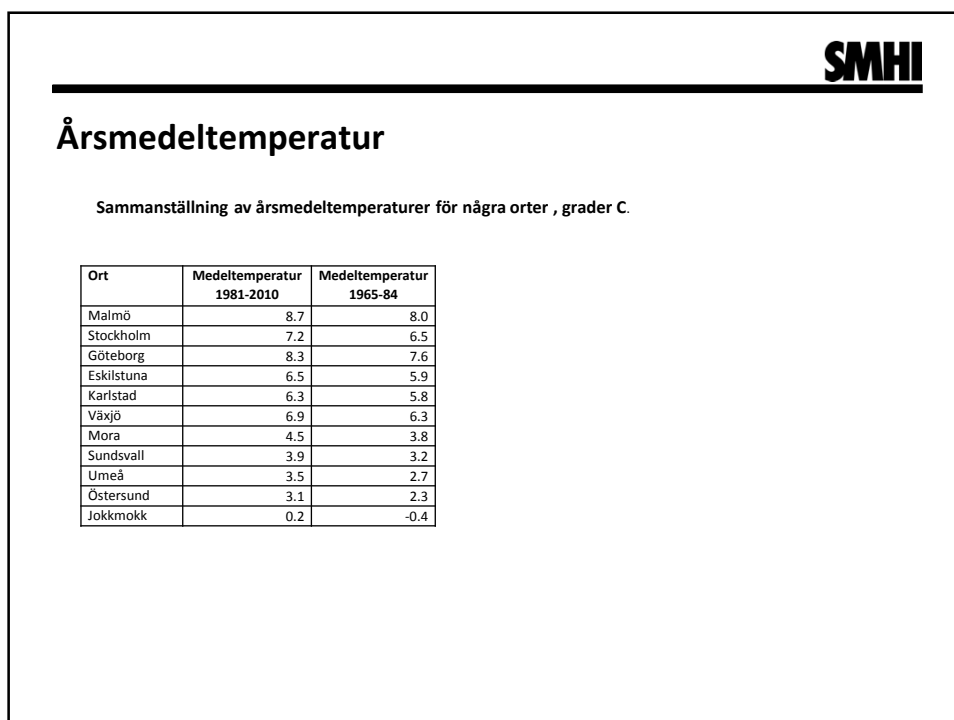 SMHI
Årsmedeltemperatur
Sammanställning av årsmedeltemperaturer för några orter , grader C.
Ort Medeltemperatur Medeltemperatur
1981-2010 1965-84
Malmö 8.7 8.0
Stockholm 7.2 6.5
Göteborg 8.3 7.6
Eskilstuna 6.5 5.9
Karlstad 6.3 5.8
Växjö 6.9 6.3
Mora 4.5 3.8
Sundsvall 3.9 3.2
Umeå 3.5 2.7
Östersund 3.1 2.3
Jokkmokk 0.2 -0.4